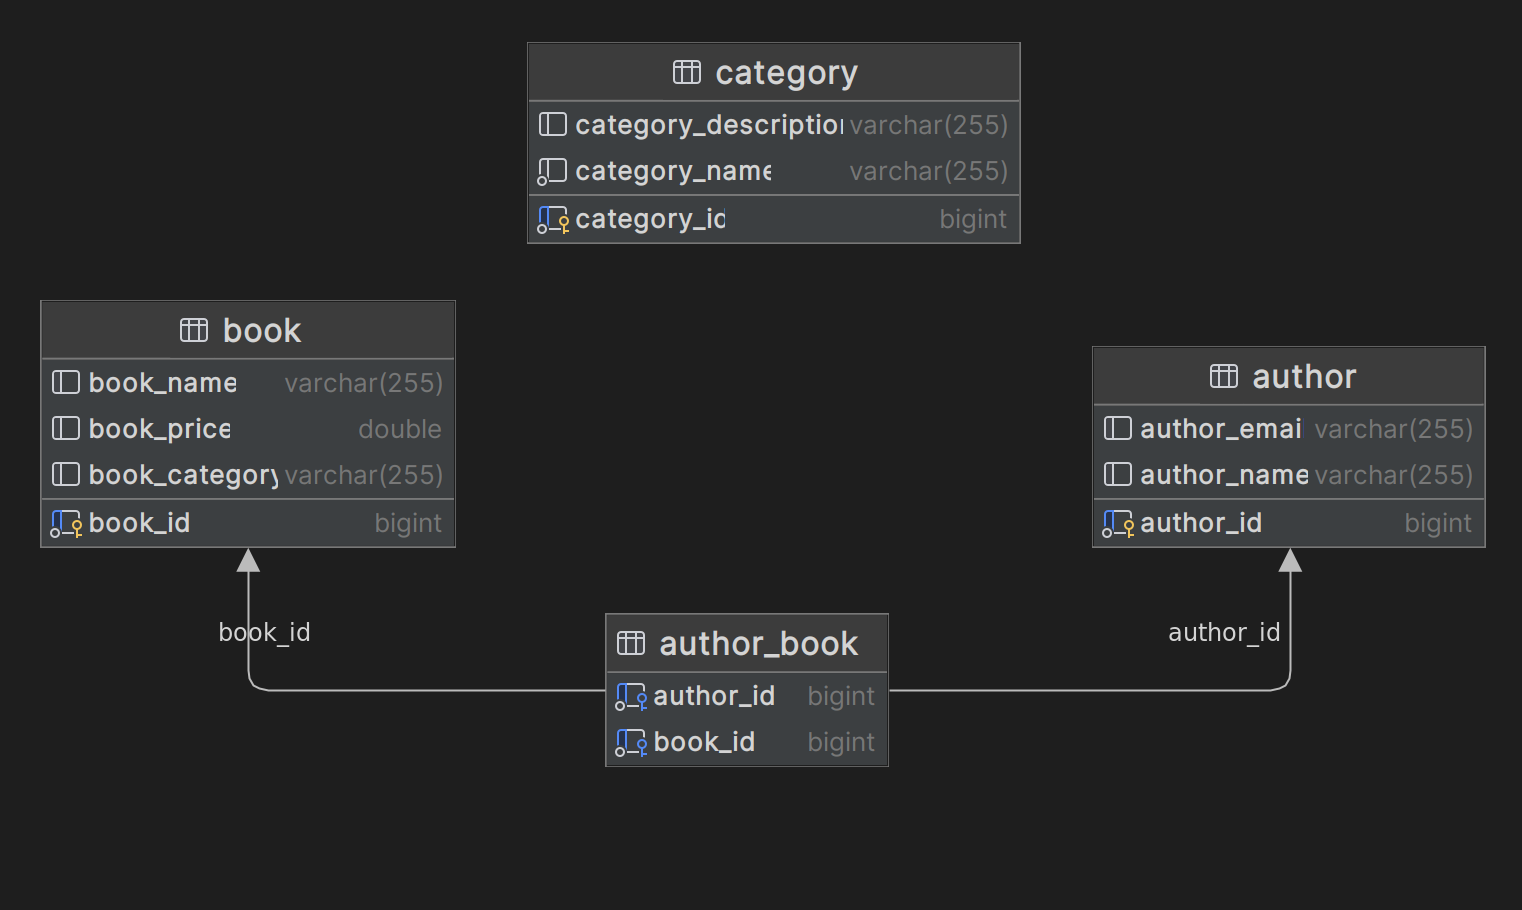 category
category_description varchar(255)
category_name varchar(255)
category_id bigint
book
book_name varchar(255)
book_price double
book_category varchar(255)
book_id bigint
author
author_emai varchar(255)
author_name varchar(255)
author_id bigint
book_id
author_id
author_book
author_id bigint
book_id bigint